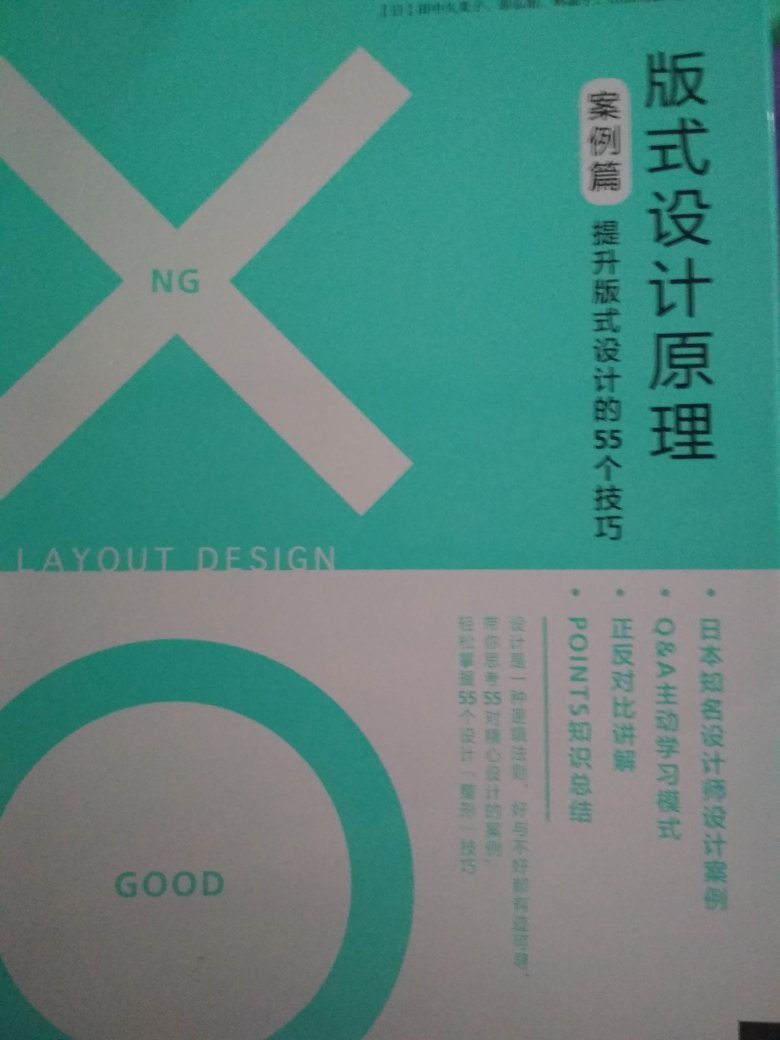 版式设计原理
案例篇
提升版式设计的55个技巧
NG
LAYOUT DESIGN
• 日本知名设计师设计案例
• Q&A主动学习模式
• 正反对比讲解
• POINTS知识总结
设计是一种逻辑法则，好与不好都有迹可寻，
带你思考55对精心设计的案例，
轻松掌握55个设计「整形」技巧
GOOD